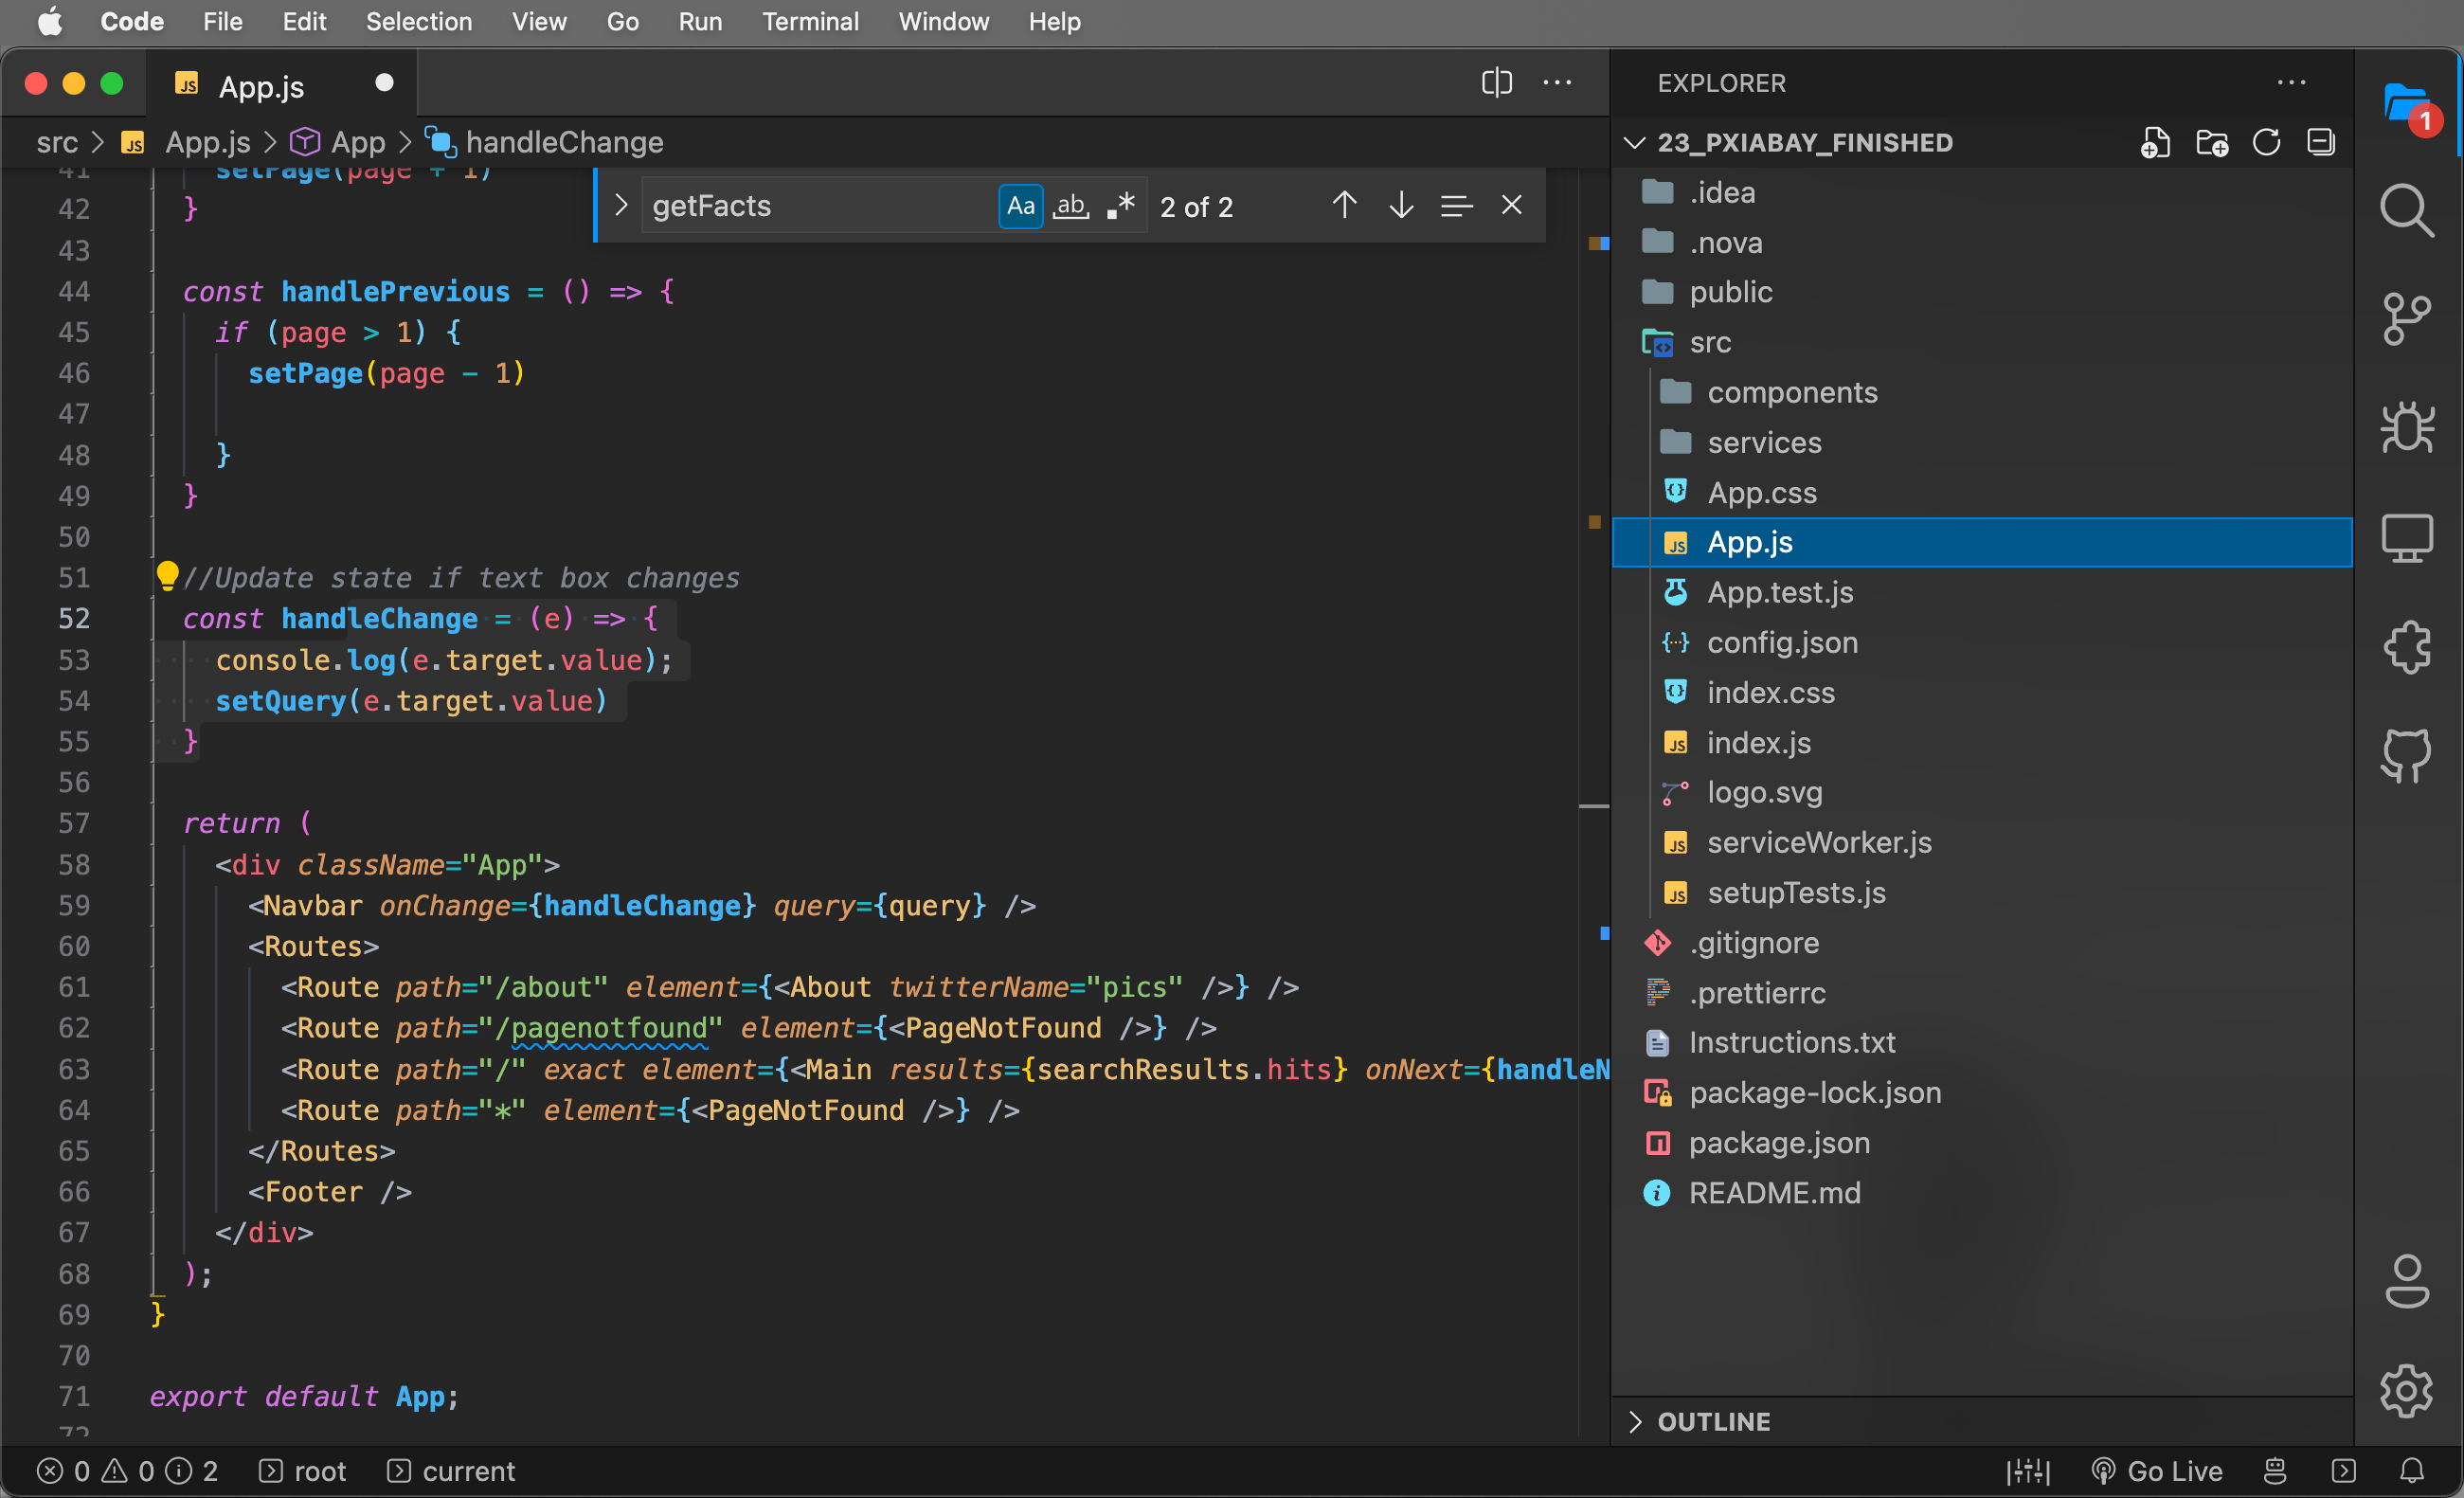 Code File Edit Selection View Go Run Terminal Window Help
JS App.js
src > JS App.js > App > handleChange
getFacts Aa ab .* 2 of 2
41 setPage(page + 1)
42 }
43
44 const handlePrevious = () => {
45 if (page > 1) {
46 setPage(page - 1)
47
48 }
49 }
50
51 //Update state if text box changes
52 const handleChange = (e) => {
53 console.log(e.target.value);
54 setQuery(e.target.value)
55 }
56
57 return (
58 <div className="App">
59 <Navbar onChange={handleChange} query={query} />
60 <Routes>
61 <Route path="/about" element={<About twitterName="pics" />} />
62 <Route path="/pagenotfound" element={<PageNotFound />} />
63 <Route path="/" exact element={<Main results={searchResults.hits} onNext={handleN
64 <Route path="*" element={<PageNotFound />} />
65 </Routes>
66 <Footer />
67 </div>
68 );
69 }
70
71 export default App;
72
EXPLORER
23_PXIABAY_FINISHED
.idea
.nova
public
src
components
services
App.css
JS App.js
App.test.js
config.json
index.css
JS index.js
logo.svg
JS serviceWorker.js
JS setupTests.js
.gitignore
.prettierrc
Instructions.txt
package-lock.json
package.json
README.md
OUTLINE
1
0 0 2 root current
Go Live